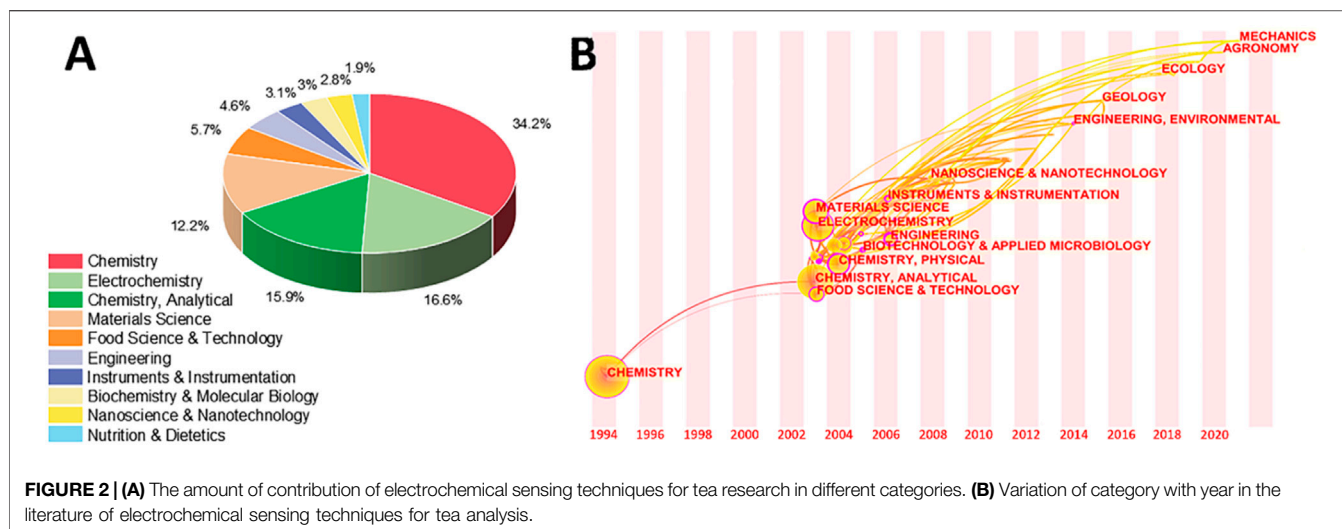 A
1.9%
2.8%
3%
3.1%
4.6%
5.7%
12.2%
15.9%
16.6%
34.2%
Chemistry
Electrochemistry
Chemistry, Analytical
Materials Science
Food Science & Technology
Engineering
Instruments & Instrumentation
Biochemistry & Molecular Biology
Nanoscience & Nanotechnology
Nutrition & Dietetics
B
MECHANICS
AGRONOMY
ECOLOGY
GEOLOGY
ENGINEERING, ENVIRONMENTAL
NANOSCIENCE & NANOTECHNOLOGY
INSTRUMENTS & INSTRUMENTATION
MATERIALS SCIENCE
ELECTROCHEMISTRY
ENGINEERING
BIOTECHNOLOGY & APPLIED MICROBIOLOGY
CHEMISTRY, PHYSICAL
CHEMISTRY, ANALYTICAL
FOOD SCIENCE & TECHNOLOGY
CHEMISTRY
1994 1996 1998 2000 2002 2004 2006 2008 2010 2012 2014 2016 2018 2020
FIGURE 2 | (A) The amount of contribution of electrochemical sensing techniques for tea research in different categories. (B) Variation of category with year in the
literature of electrochemical sensing techniques for tea analysis.